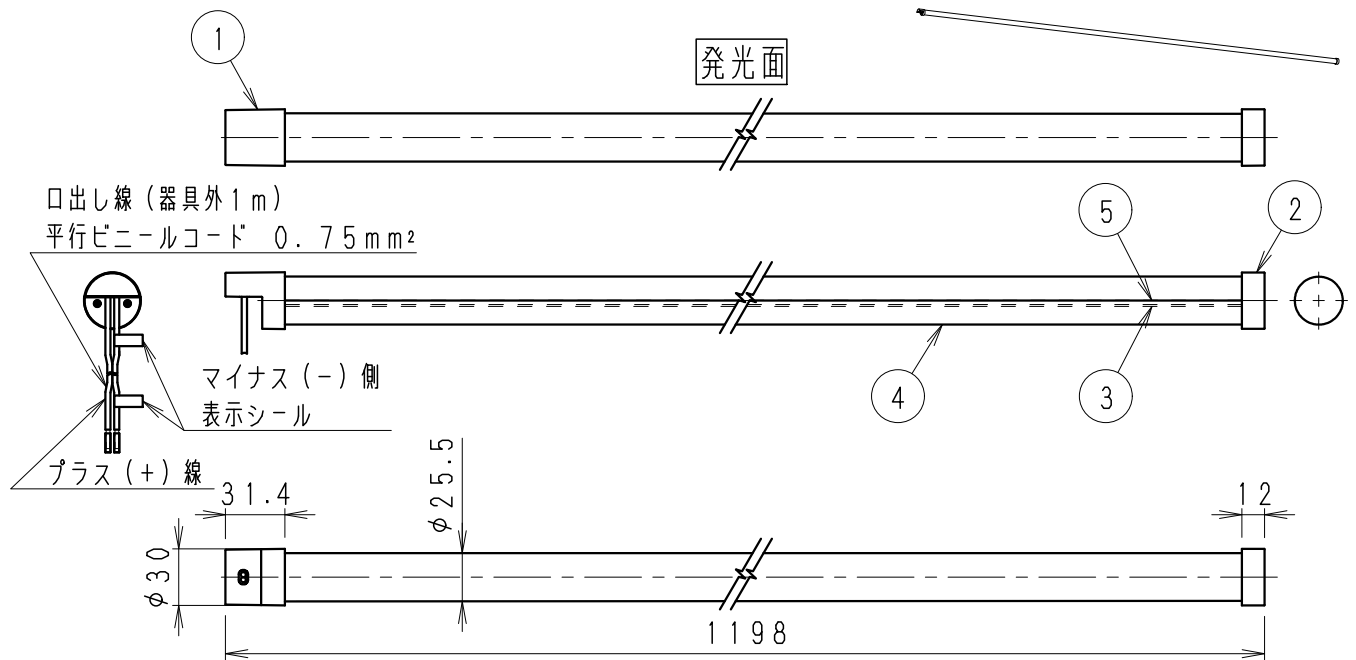 1
発光面
口出し線（器具外1m）
平行ビニールコード 0.75mm²
5
2
マイナス（-）側
表示シール
4
3
プラス（+）線
31.4
φ25.5
12
φ30
1198